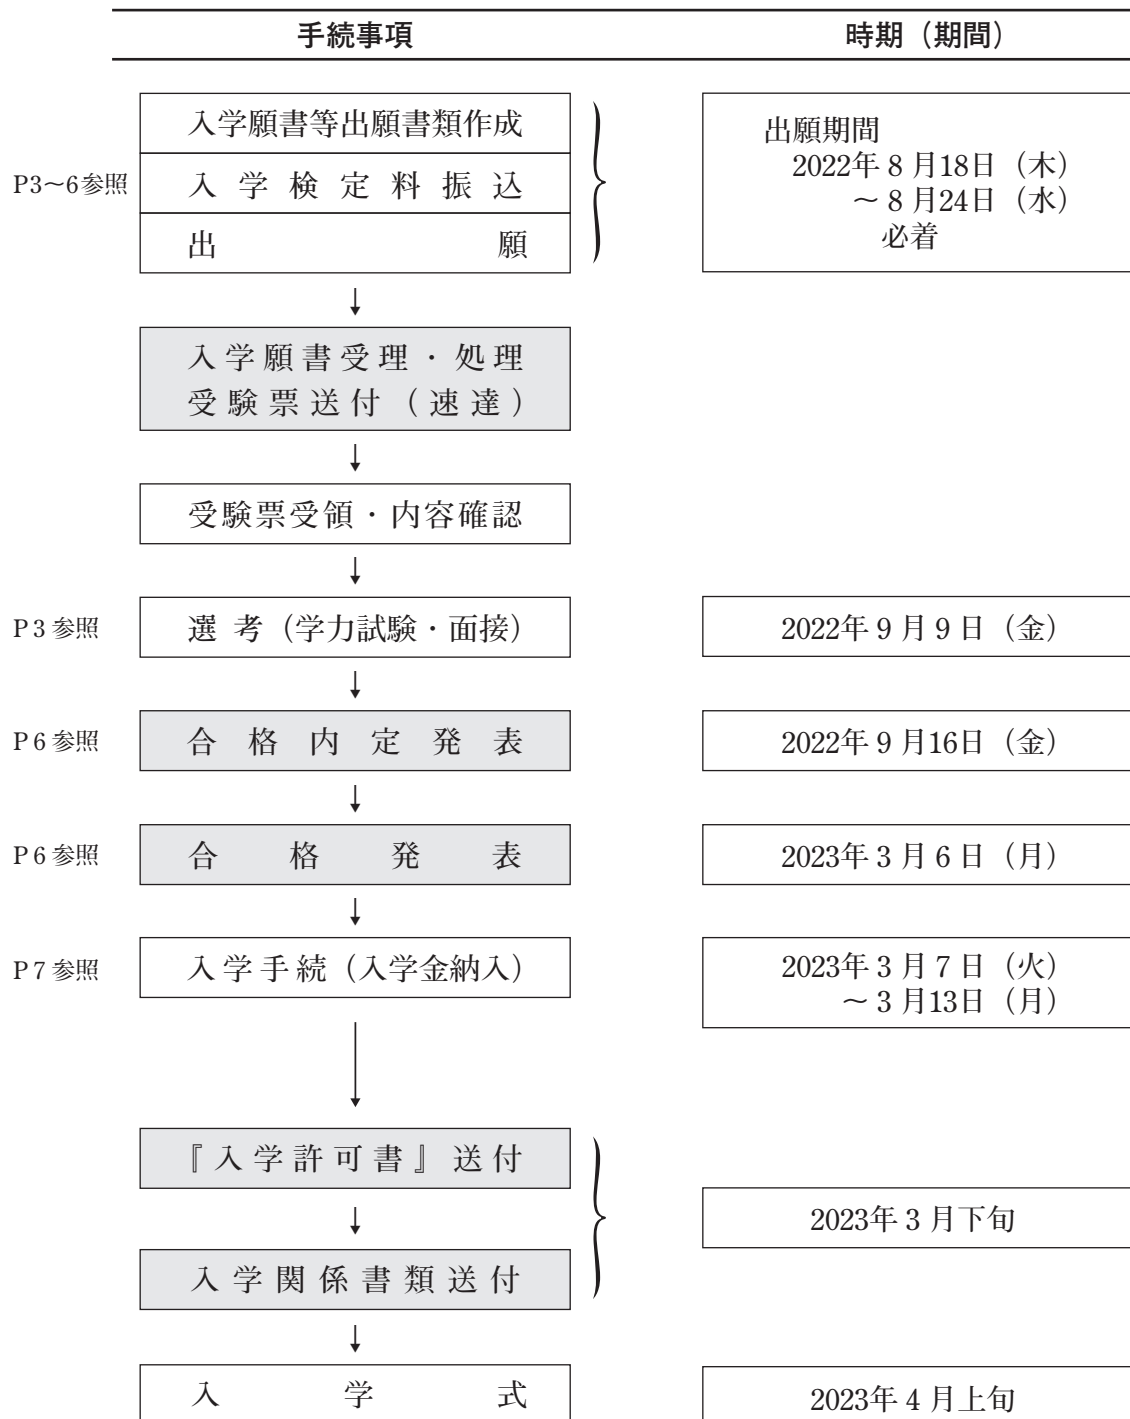 手続事項 時期（期間）
入学願書等出願書類作成
P3～6参照 入学検定料振込
出願
出願期間
2022年8月18日（木）
～8月24日（水）
必着
↓
入学願書受理・処理
受験票送付（速達）
↓
受験票受領・内容確認
↓
P3参照 選考（学力試験・面接） 2022年9月9日（金）
↓
P6参照 合格内定発表 2022年9月16日（金）
↓
P6参照 合格発表 2023年3月6日（月）
↓
P7参照 入学手続（入学金納入） 2023年3月7日（火）
～3月13日（月）
↓
『入学許可書』送付
↓
2023年3月下旬
入学関係書類送付
↓
入学式 2023年4月上旬